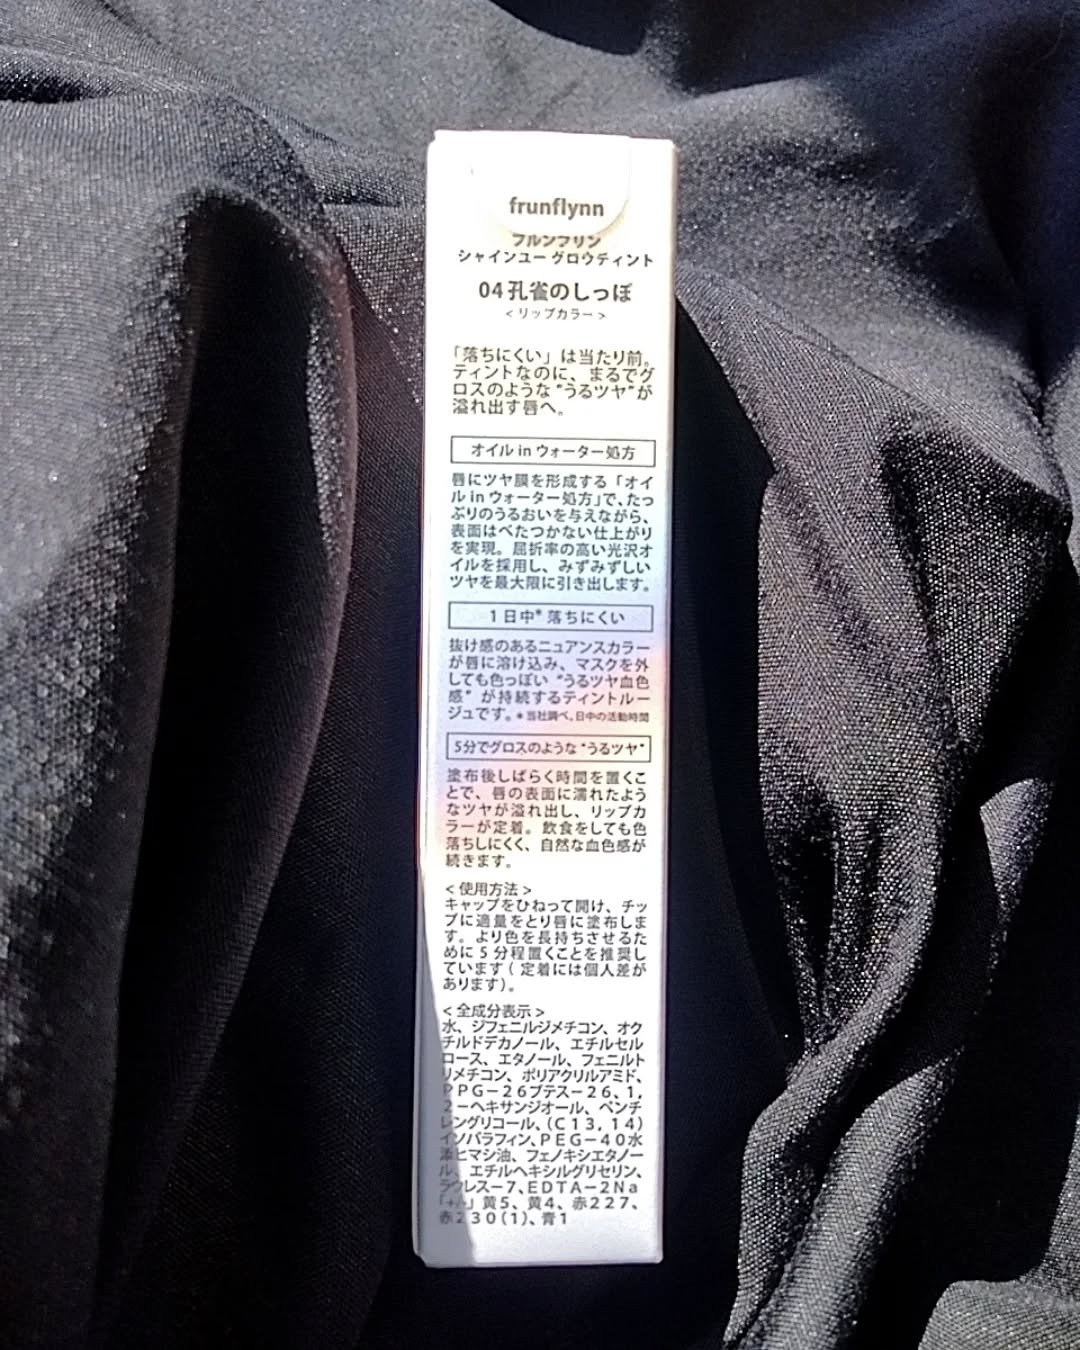 frunflynn
フルンフリン
シャインユー グロウティント
04 孔雀のしっぽ
< リップカラー >
「落ちにくい」は当たり前。
ティントなのに、まるでグ
ロスのような “うるツヤ” が
溢れ出す唇へ。
オイル in ウォーター処方
唇にツヤ膜を形成する「オイ
ル in ウォーター処方」で、たっ
ぷりのうるおいを与えながら、
表面はべたつかない仕上がり
を実現。屈折率の高い光沢オ
イルを採用し、みずみずしい
ツヤを最大限に引き出します。
1 日中* 落ちにくい
抜け感のあるニュアンスカラー
が唇に溶け込み、マスクを外
しても色っぽい “うるツヤ血色
感” が持続するティントルー
ジュです。*当社調べ。日中の活動時間
5分でグロスのような “うるツヤ”
塗布後しばらく時間を置くこ
とで、唇の表面に濡れたよう
なツヤが溢れ出し、リップカ
ラーが定着。飲食をしても色
落ちしにくく、自然な血色感が
続きます。
< 使用方法 >
キャップをひねって開け、チッ
プに適量をとり唇に塗布しま
す。より色を長持ちさせるた
めに 5 分程置くことを推奨し
ています ( 定着には個人差が
あります)。
< 全成分表示 >
水、ジフェニルジメチコン、オク
チルドデカノール、エチルセル
ロース、エタノール、フェニルト
リメチコン、ポリアクリルアミド、
PPG－26ブテス－26、1,
2－ヘキサンジオール、ペンチ
レングリコール、(C13,14)
イソパラフィン、PEG－40水
添ヒマシ油、フェノキシエタノー
ル、エチルヘキシルグリセリン、
ラウレス－7、EDTA－2Na
「+/-」黄5、黄4、赤227、
赤230(1)、青1